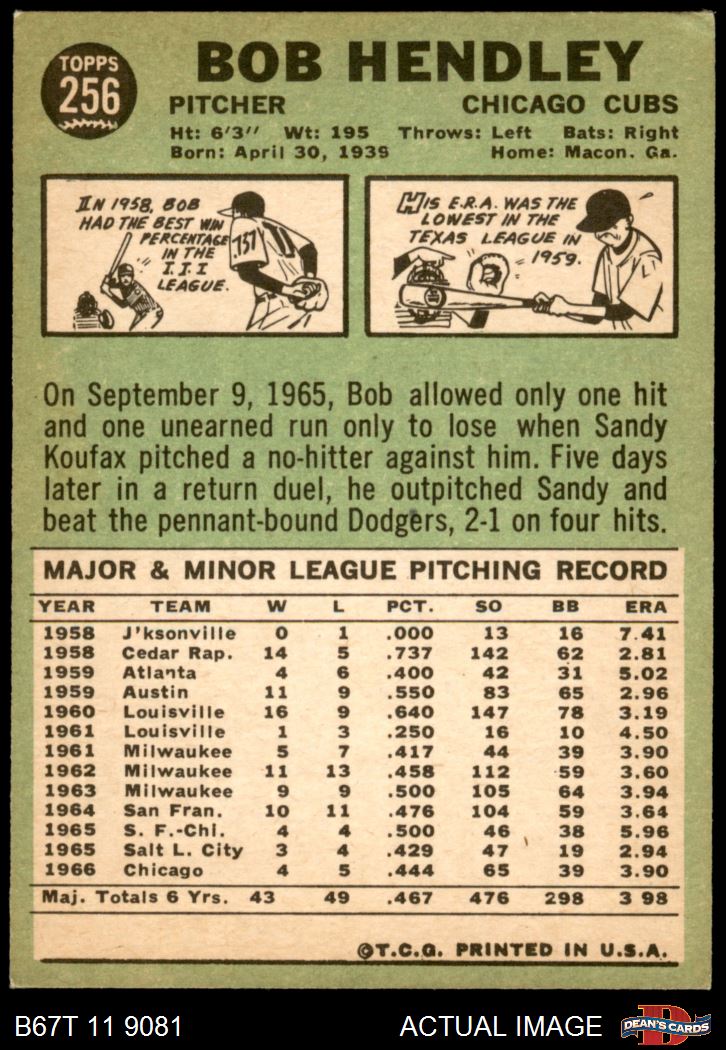 TOPPS
256
BOB HENDLEY
PITCHER CHICAGO CUBS
Ht: 6'3" Wt: 195 Throws: Left Bats: Right
Born: April 30, 1939 Home: Macon. Ga.
IN 1958, BOB
HAD THE BEST WIN
PERCENTAGE
IN THE
I.I.I
LEAGUE.
.737
HIS E.R.A. WAS THE
LOWEST IN THE
TEXAS LEAGUE IN
1959.
On September 9, 1965, Bob allowed only one hit
and one unearned run only to lose when Sandy
Koufax pitched a no-hitter against him. Five days
later in a return duel, he outpitched Sandy and
beat the pennant-bound Dodgers, 2-1 on four hits.
MAJOR & MINOR LEAGUE PITCHING RECORD
YEAR TEAM W L PCT. SO BB ERA
1958 J'ksonville 0 1 .000 13 16 7.41
1958 Cedar Rap. 14 5 .737 142 62 2.81
1959 Atlanta 4 6 .400 42 31 5.02
1959 Austin 11 9 .550 83 65 2.96
1960 Louisville 16 9 .640 147 78 3.19
1961 Louisville 1 3 .250 16 10 4.50
1961 Milwaukee 5 7 .417 44 39 3.90
1962 Milwaukee 11 13 .458 112 59 3.60
1963 Milwaukee 9 9 .500 105 64 3.94
1964 San Fran. 10 11 .476 104 59 3.64
1965 S. F.-Chi. 4 4 .500 46 38 5.96
1965 Salt L. City 3 4 .429 47 19 2.94
1966 Chicago 4 5 .444 65 39 3.90
Maj. Totals 6 Yrs. 43 49 .467 476 298 3 98
©T.C.G. PRINTED IN U.S.A.
B67T 11 9081 ACTUAL IMAGE
DEAN'S CARDS